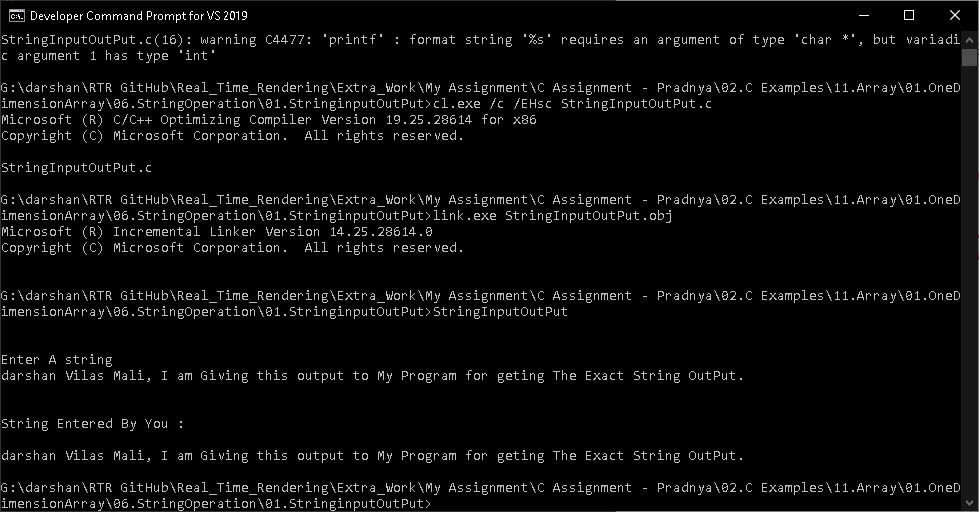 Developer Command Prompt for VS 2019
StringInputOutPut.c(16): warning C4477: 'printf' : format string '%s' requires an argument of type 'char *', but variadi
c argument 1 has type 'int'
G:\darshan\RTR GitHub\Real_Time_Rendering\Extra_Work\My Assignment\C Assignment - Pradnya\02.C Examples\11.Array\01.OneD
imensionArray\06.StringOperation\01.StringinputOutPut>cl.exe /c /EHsc StringInputOutPut.c
Microsoft (R) C/C++ Optimizing Compiler Version 19.25.28614 for x86
Copyright (C) Microsoft Corporation.  All rights reserved.
StringInputOutPut.c
G:\darshan\RTR GitHub\Real_Time_Rendering\Extra_Work\My Assignment\C Assignment - Pradnya\02.C Examples\11.Array\01.OneD
imensionArray\06.StringOperation\01.StringinputOutPut>link.exe StringInputOutPut.obj
Microsoft (R) Incremental Linker Version 14.25.28614.0
Copyright (C) Microsoft Corporation.  All rights reserved.
G:\darshan\RTR GitHub\Real_Time_Rendering\Extra_Work\My Assignment\C Assignment - Pradnya\02.C Examples\11.Array\01.OneD
imensionArray\06.StringOperation\01.StringinputOutPut>StringInputOutPut
Enter A string
darshan Vilas Mali, I am Giving this output to My Program for geting The Exact String OutPut.
String Entered By You :
darshan Vilas Mali, I am Giving this output to My Program for geting The Exact String OutPut.
G:\darshan\RTR GitHub\Real_Time_Rendering\Extra_Work\My Assignment\C Assignment - Pradnya\02.C Examples\11.Array\01.OneD
imensionArray\06.StringOperation\01.StringinputOutPut>